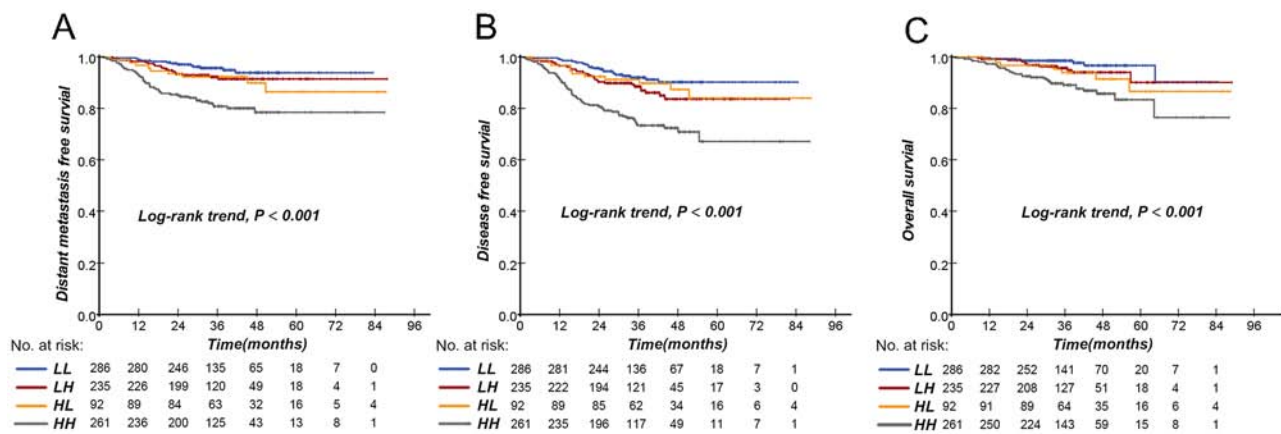 A
Distant metastasis free survival
1.0
0.8
0.6
0.4
0.2
0.0
Log-rank trend, P < 0.001
0 12 24 36 48 60 72 84 96
Time(months)
No. at risk:
LL 286 280 246 135 65 18 7 0
LH 235 226 199 120 49 18 4 1
HL 92 89 84 63 32 16 5 4
HH 261 236 200 125 43 13 8 1
B
Disease free survial
1.0
0.8
0.6
0.4
0.2
0.0
Log-rank trend, P < 0.001
0 12 24 36 48 60 72 84 96
Time(months)
No. at risk:
LL 286 281 244 136 67 18 7 1
LH 235 222 194 121 45 17 3 0
HL 92 89 85 62 34 16 6 4
HH 261 235 196 117 49 11 7 1
C
Overall survial
1.0
0.8
0.6
0.4
0.2
0.0
Log-rank trend, P < 0.001
0 12 24 36 48 60 72 84 96
Time(months)
No. at risk:
LL 286 282 252 141 70 20 7 1
LH 235 227 208 127 51 18 4 1
HL 92 91 89 64 35 16 6 4
HH 261 250 224 143 59 15 8 1